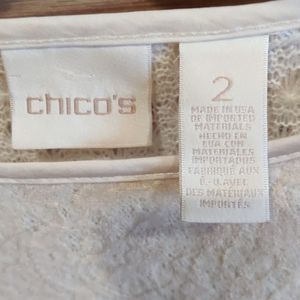 chico's
2
MADE IN USA
OF IMPORTED
MATERIALS
HECHO EN
EUA CON
MATERIALES
IMPORTADOS
FABRIQUÉ AUX
É.-U. AVEC
DES MATÉRIAUX
IMPORTÉS